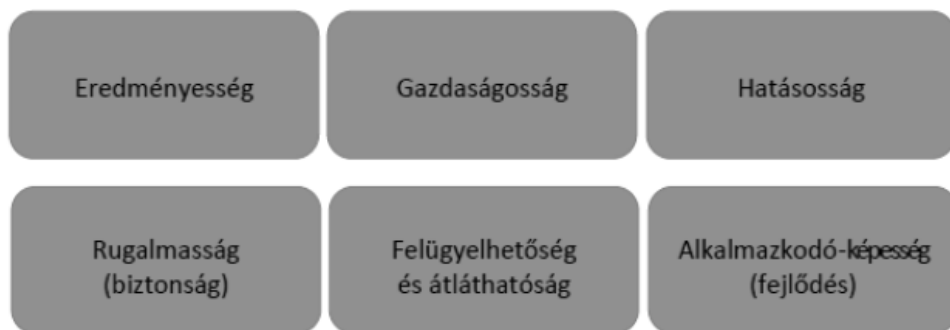 Eredményesség
Gazdaságosság
Hatásosság
Rugalmasság
(biztonság)
Felügyelhetőség
és átláthatóság
Alkalmazkodó-képesség
(fejlődés)